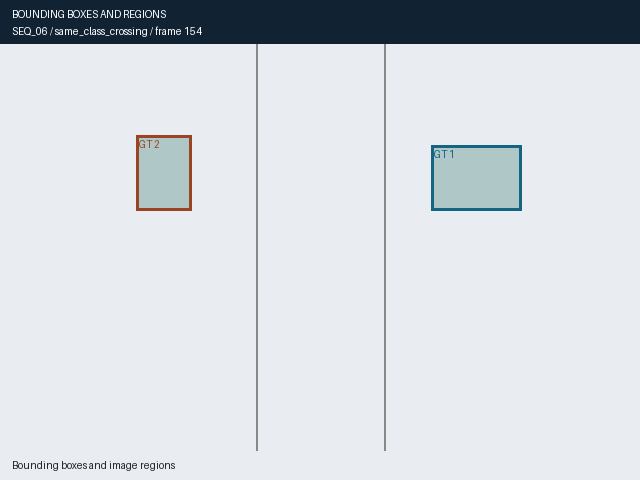 BOUNDING BOXES AND REGIONS
SEQ_06 / same_class_crossing / frame 154
GT2
GT1
Bounding boxes and image regions